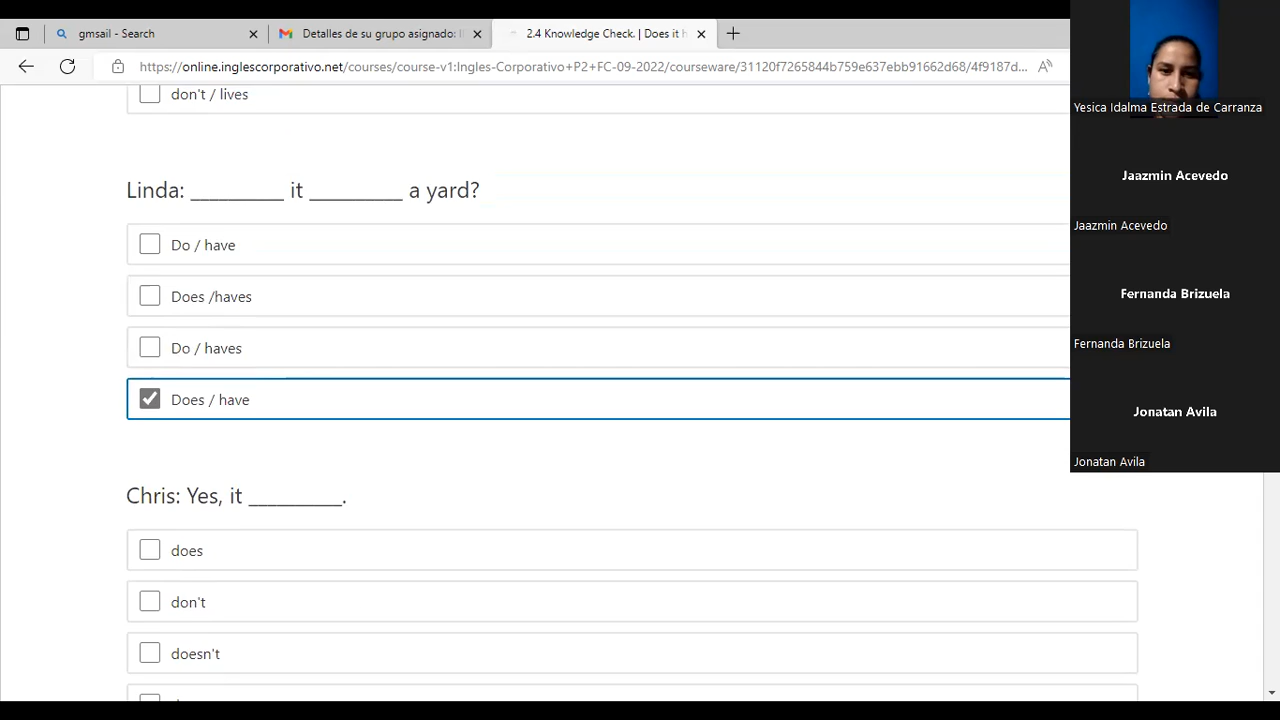 gmsail - Search
Detalles de su grupo asignado: I
2.4 Knowledge Check. | Does it h
https://online.inglescorporativo.net/courses/course-v1:Ingles-Corporativo+P2+FC-09-2022/courseware/31120f7265844b759e637ebb91662d68/4f9187d...
don't / lives
Linda: __________ it __________ a yard?
Do / have
Does /haves
Do / haves
Does / have
Chris: Yes, it __________.
does
don't
doesn't
Yesica Idalma Estrada de Carranza
Jaazmin Acevedo
Jaazmin Acevedo
Fernanda Brizuela
Fernanda Brizuela
Jonatan Avila
Jonatan Avila